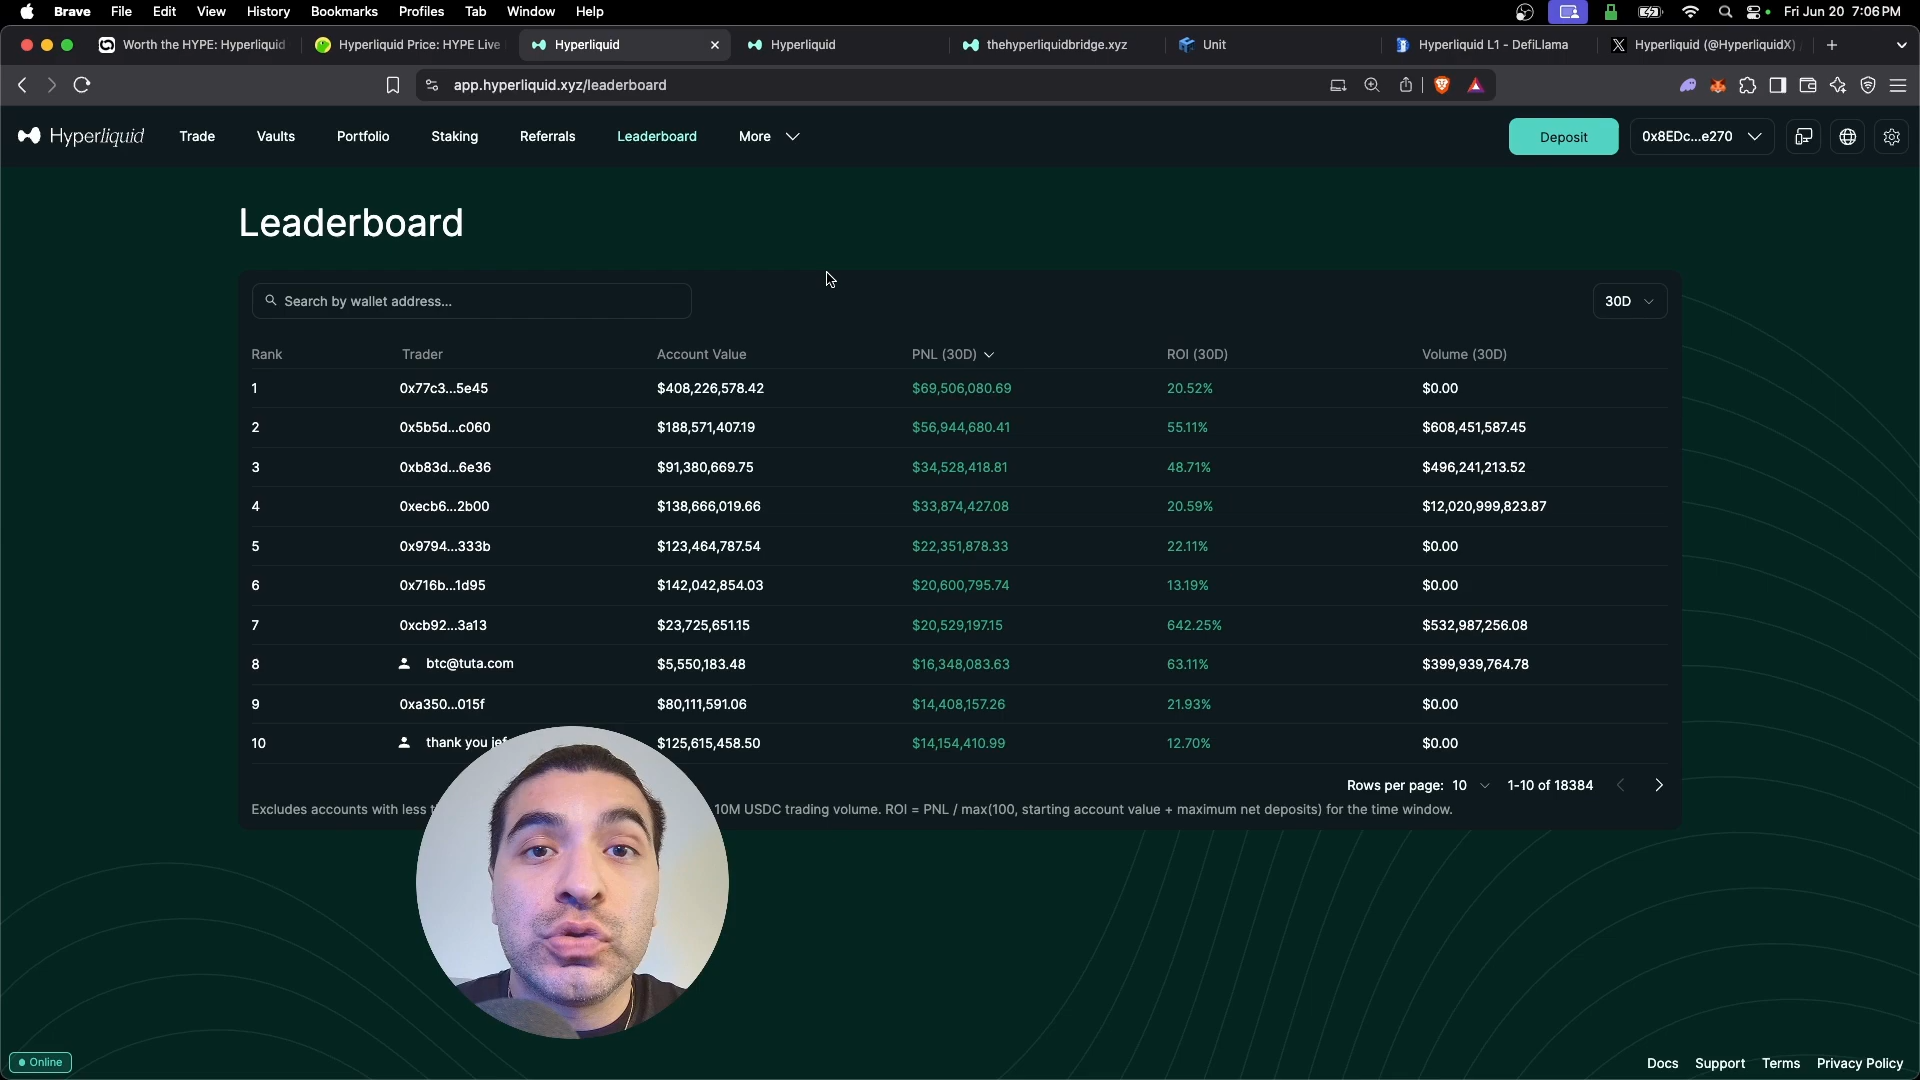 Brave File Edit View History Bookmarks Profiles Tab Window Help Fri Jun 20 7:06 PM
Worth the HYPE: Hyperliquid Hyperliquid Price: HYPE Live Hyperliquid Hyperliquid thehyperliquidbridge.xyz Unit Hyperliquid L1 - DefiLlama Hyperliquid (@HyperliquidX)
app.hyperliquid.xyz/leaderboard
Hyperliquid Trade Vaults Portfolio Staking Referrals Leaderboard More Deposit 0x8EDc...e270
Leaderboard
Search by wallet address... 30D
Rank Trader Account Value PNL (30D) ROI (30D) Volume (30D)
1 0x77c3...5e45 $408,226,578.42 $69,506,080.69 20.52% $0.00
2 0x5b5d...c060 $188,571,407.19 $56,944,680.41 55.11% $608,451,587.45
3 0xb83d...6e36 $91,380,669.75 $34,528,418.81 48.71% $496,241,213.52
4 0xecb6...2b00 $138,666,019.66 $33,874,427.08 20.59% $12,020,999,823.87
5 0x9794...333b $123,464,787.54 $22,351,878.33 22.11% $0.00
6 0x716b...1d95 $142,042,854.03 $20,600,795.74 13.19% $0.00
7 0xcb92...3a13 $23,725,651.15 $20,529,197.15 642.25% $532,987,256.08
8 btc@tuta.com $5,550,183.48 $16,348,083.63 63.11% $399,939,764.78
9 0xa350...015f $80,111,591.06 $14,408,157.26 21.93% $0.00
10 thank you jef $125,615,458.50 $14,154,410.99 12.70% $0.00
Rows per page: 10 1-10 of 18384
Excludes accounts with less 10M USDC trading volume. ROI = PNL / max(100, starting account value + maximum net deposits) for the time window.
Online Docs Support Terms Privacy Policy